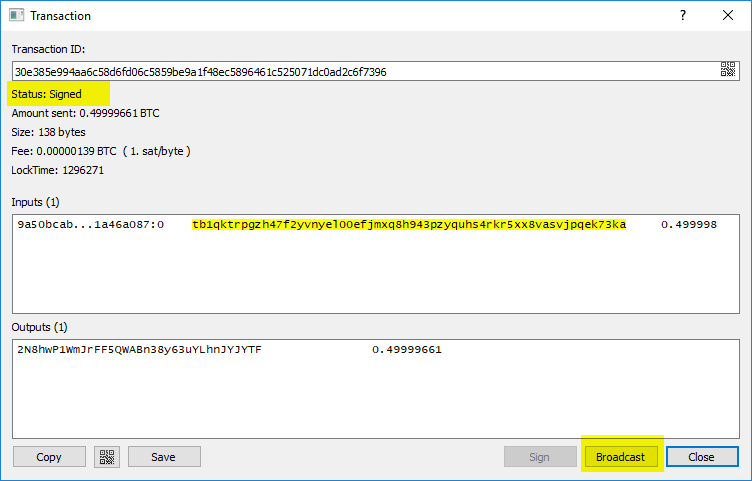 Transaction
Transaction ID:
30e385e994aa6c58d6fd06c5859be9a1f48ec5896461c525071dc0ad2c6f7396
Status: Signed
Amount sent: 0.49999661 BTC
Size: 138 bytes
Fee: 0.00000139 BTC ( 1. sat/byte )
LockTime: 1296271
Inputs (1)
9a50bcab...1a46a087:0 tb1qktrpgzh47f2yvnyel00efjmxq8h943pzyquhs4rkr5xx8vasvjpqek73ka 0.499998
Outputs (1)
2N8hwP1WmJrFF5QWABn38y63uYLhnJYJYTF 0.49999661
Copy Save Sign Broadcast Close